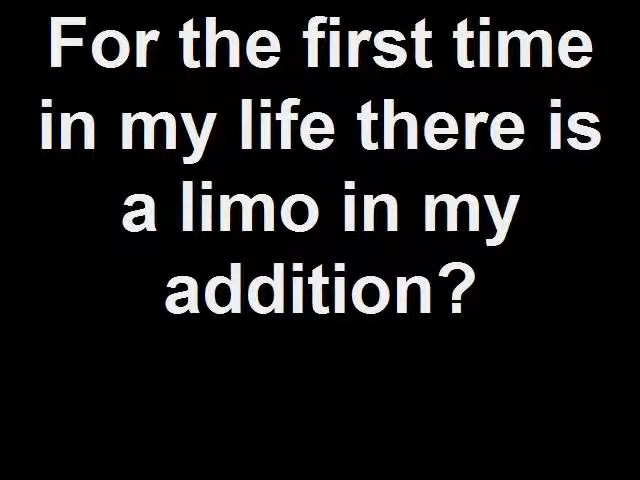 For the first time
in my life there is
a limo in my
addition?